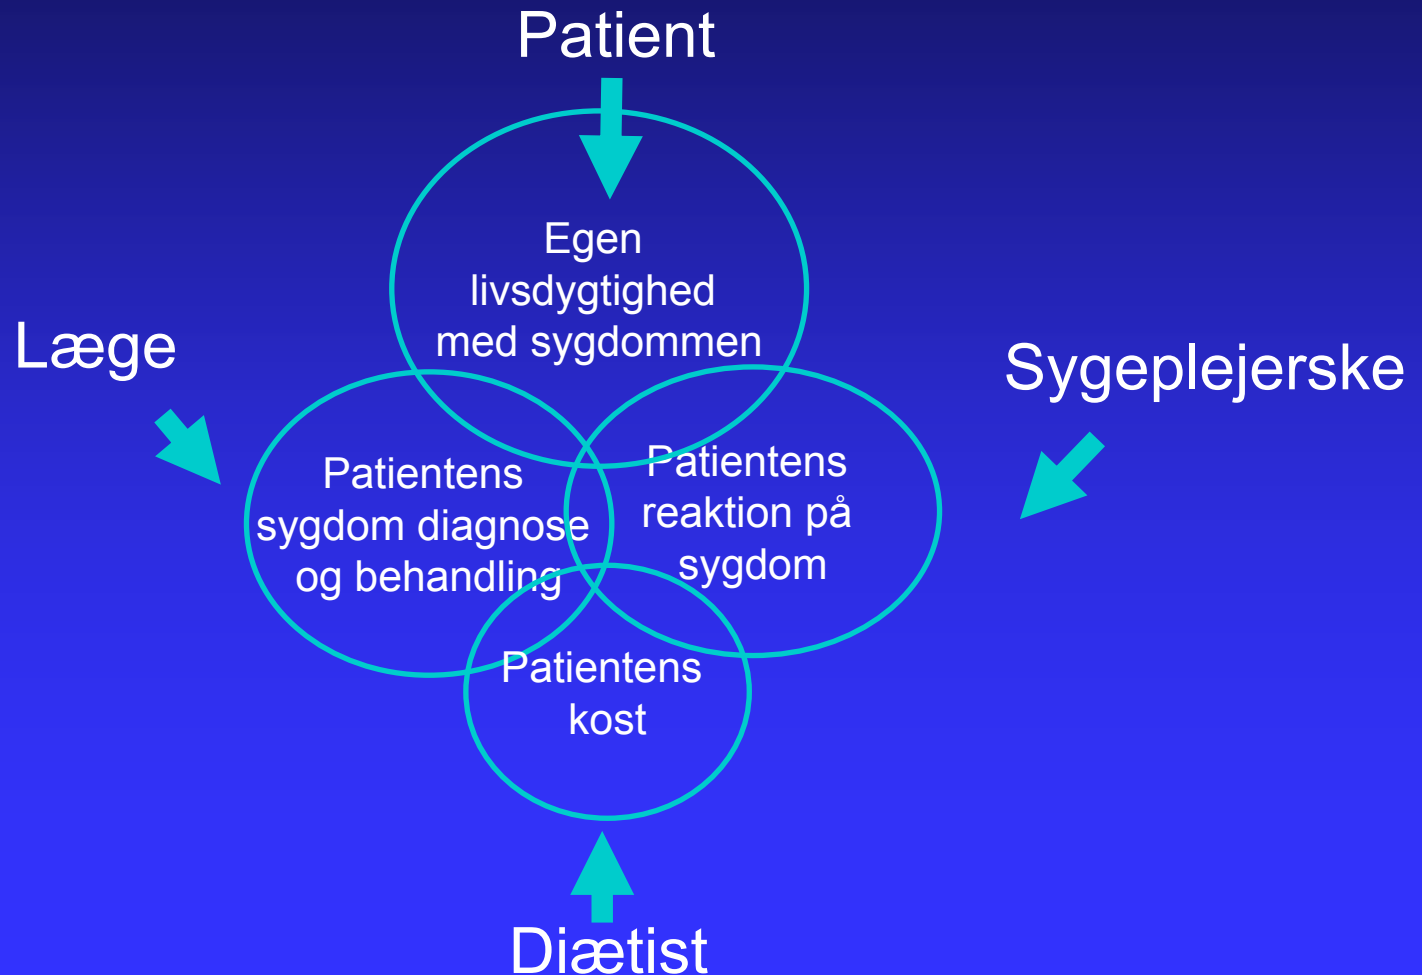 Patient
Egen
livsdygtighed
med sygdommen
Læge
Sygeplejerske
Patientens
sygdom diagnose
og behandling
Patientens
reaktion på
sygdom
Patientens
kost
Diætist